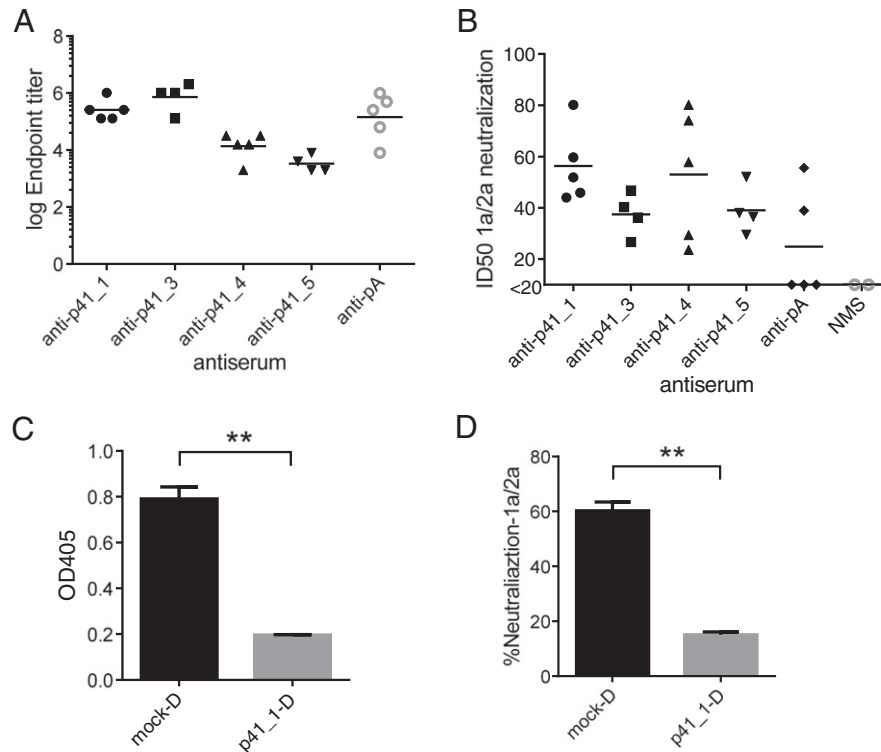 A
log Endpoint titer
8
6
4
2
0
anti-p41_1
anti-p41_3
anti-p41_4
anti-p41_5
anti-pA
antiserum
B
ID50 1a/2a neutralization
100
80
60
40
20
<20
anti-p41_1
anti-p41_3
anti-p41_4
anti-p41_5
anti-pA
NMS
antiserum
C
OD405
1.0
0.8
0.6
0.4
0.2
0.0
**
mock-D
p41_1-D
D
%Neutraliaztion-1a/2a
80
60
40
20
0
**
mock-D
p41_1-D